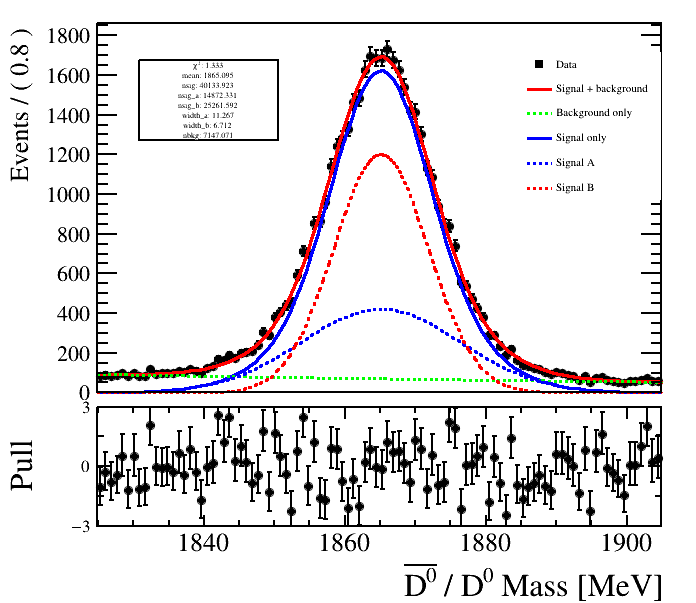 1800
1600
1400
1200
1000
800
600
400
200
0
Events / ( 0.8 )
χ²: 1.333
mean: 1865.095
nsig: 40133.923
nsig_a: 14872.331
nsig_b: 25261.592
width_a: 11.267
width_b: 6.712
nbkg: 7147.071
Data
Signal + background
Background only
Signal only
Signal A
Signal B
3
0
−3
Pull
1840 1860 1880 1900
D⁰ / D⁰ Mass [MeV]